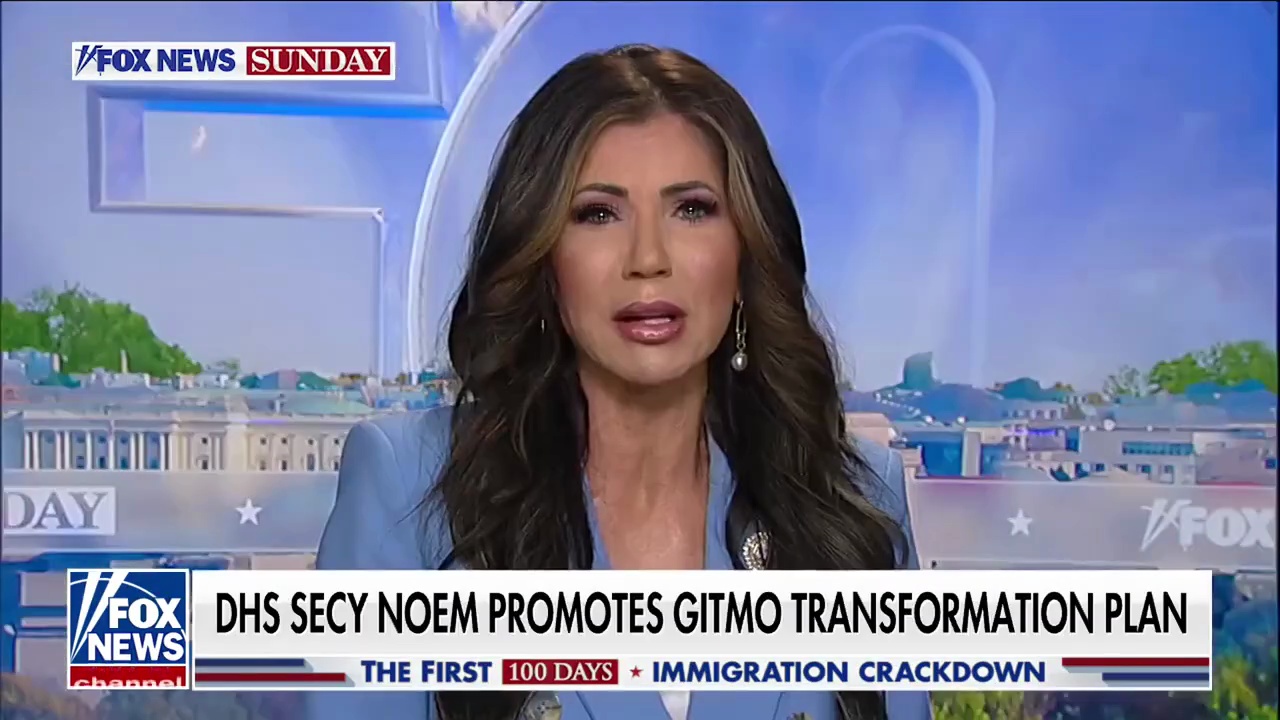 FOX NEWS SUNDAY
DAY
FOX
FOX
NEWS
channel
DHS SECY NOEM PROMOTES GITMO TRANSFORMATION PLAN
THE FIRST 100 DAYS ★ IMMIGRATION CRACKDOWN